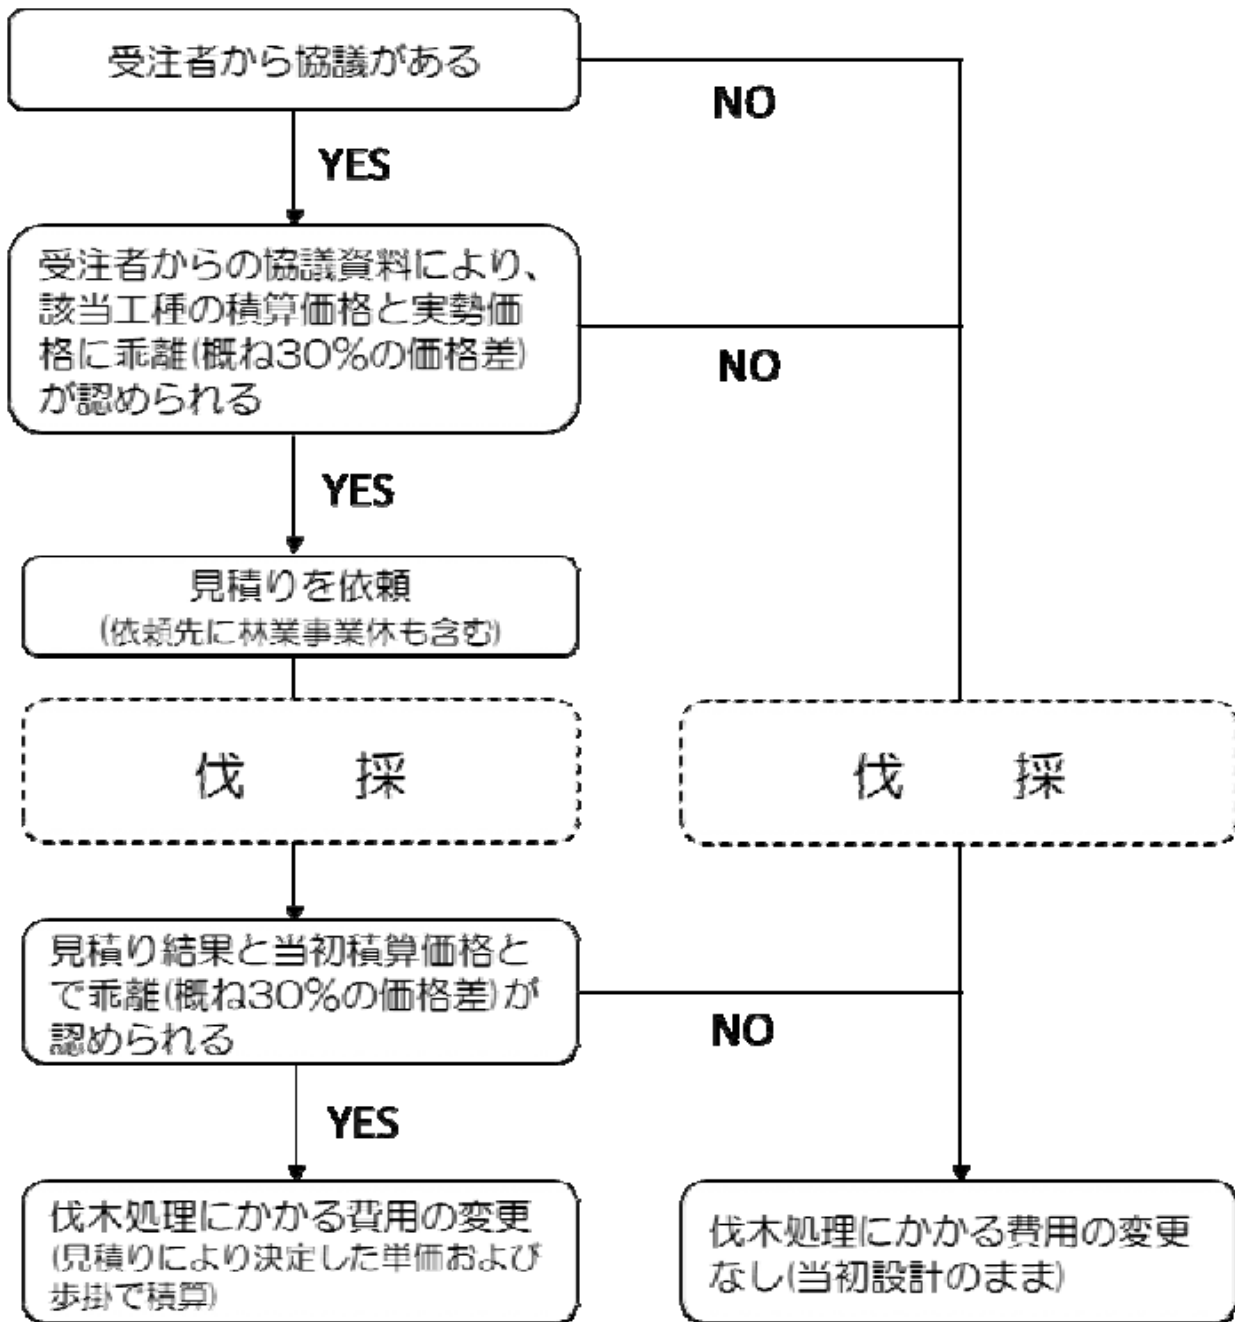 受注者から協議がある
NO
YES
受注者からの協議資料により、
該当工種の積算価格と実勢価
格に乖離(概ね30%の価格差)
が認められる
NO
YES
見積りを依頼
(依頼先に林業事業体も含む)
伐　採
伐　採
見積り結果と当初積算価格と
で乖離(概ね30%の価格差)が
認められる
NO
YES
伐木処理にかかる費用の変更
(見積りにより決定した単価および
歩掛で積算)
伐木処理にかかる費用の変更
なし(当初設計のまま)